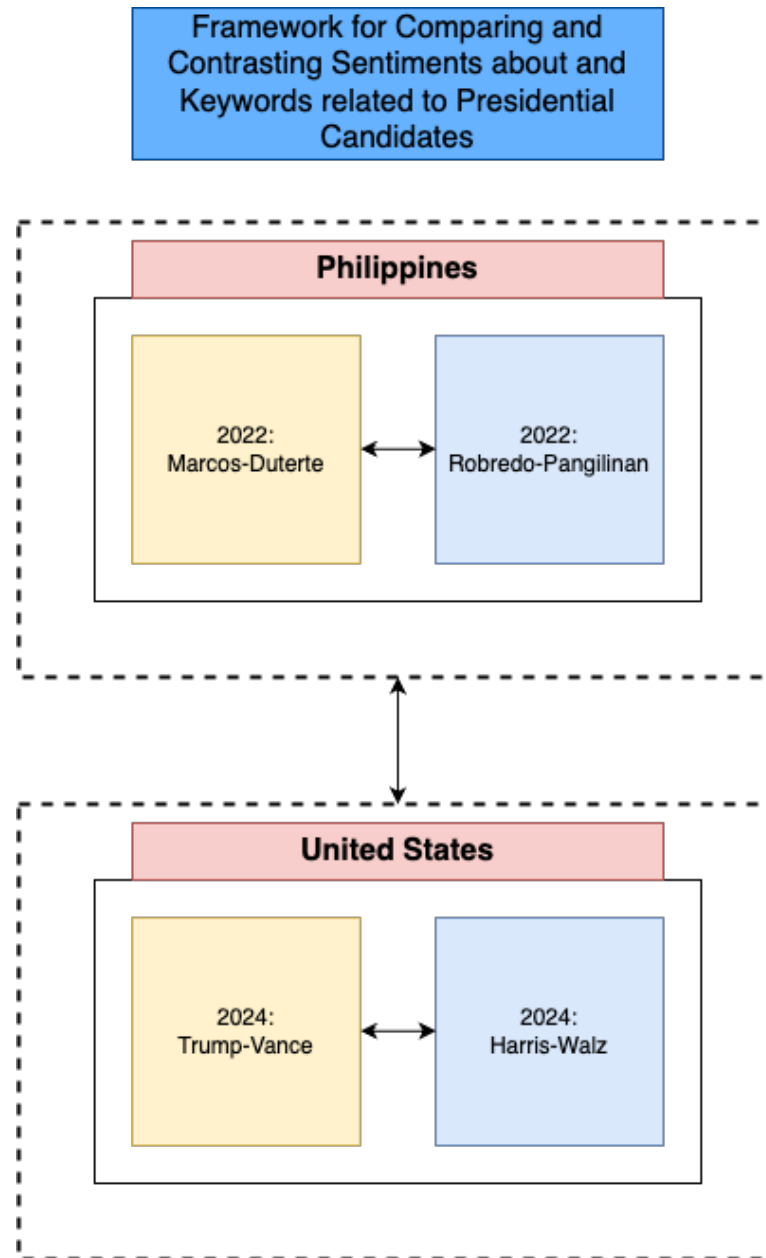 Framework for Comparing and
Contrasting Sentiments about and
Keywords related to Presidential
Candidates
Philippines
2022:
Marcos-Duterte
2022:
Robredo-Pangilinan
United States
2024:
Trump-Vance
2024:
Harris-Walz